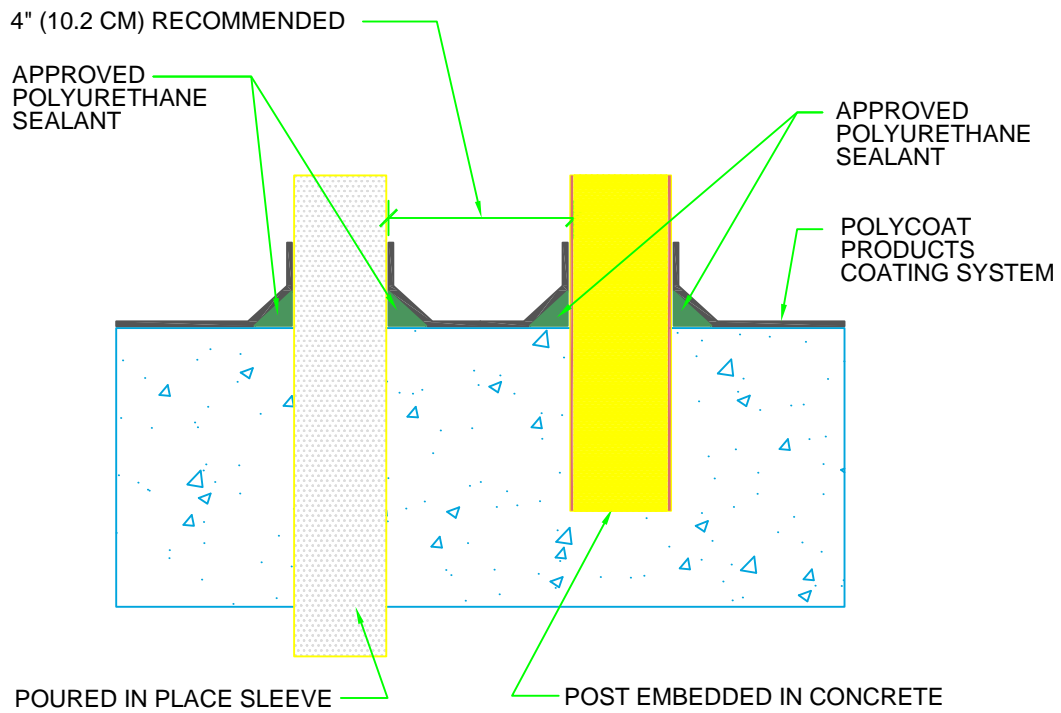 4" (10.2 CM) RECOMMENDED
APPROVED
POLYURETHANE
SEALANT
APPROVED
POLYURETHANE
SEALANT
POLYCOAT
PRODUCTS
COATING SYSTEM
POURED IN PLACE SLEEVE
POST EMBEDDED IN CONCRETE